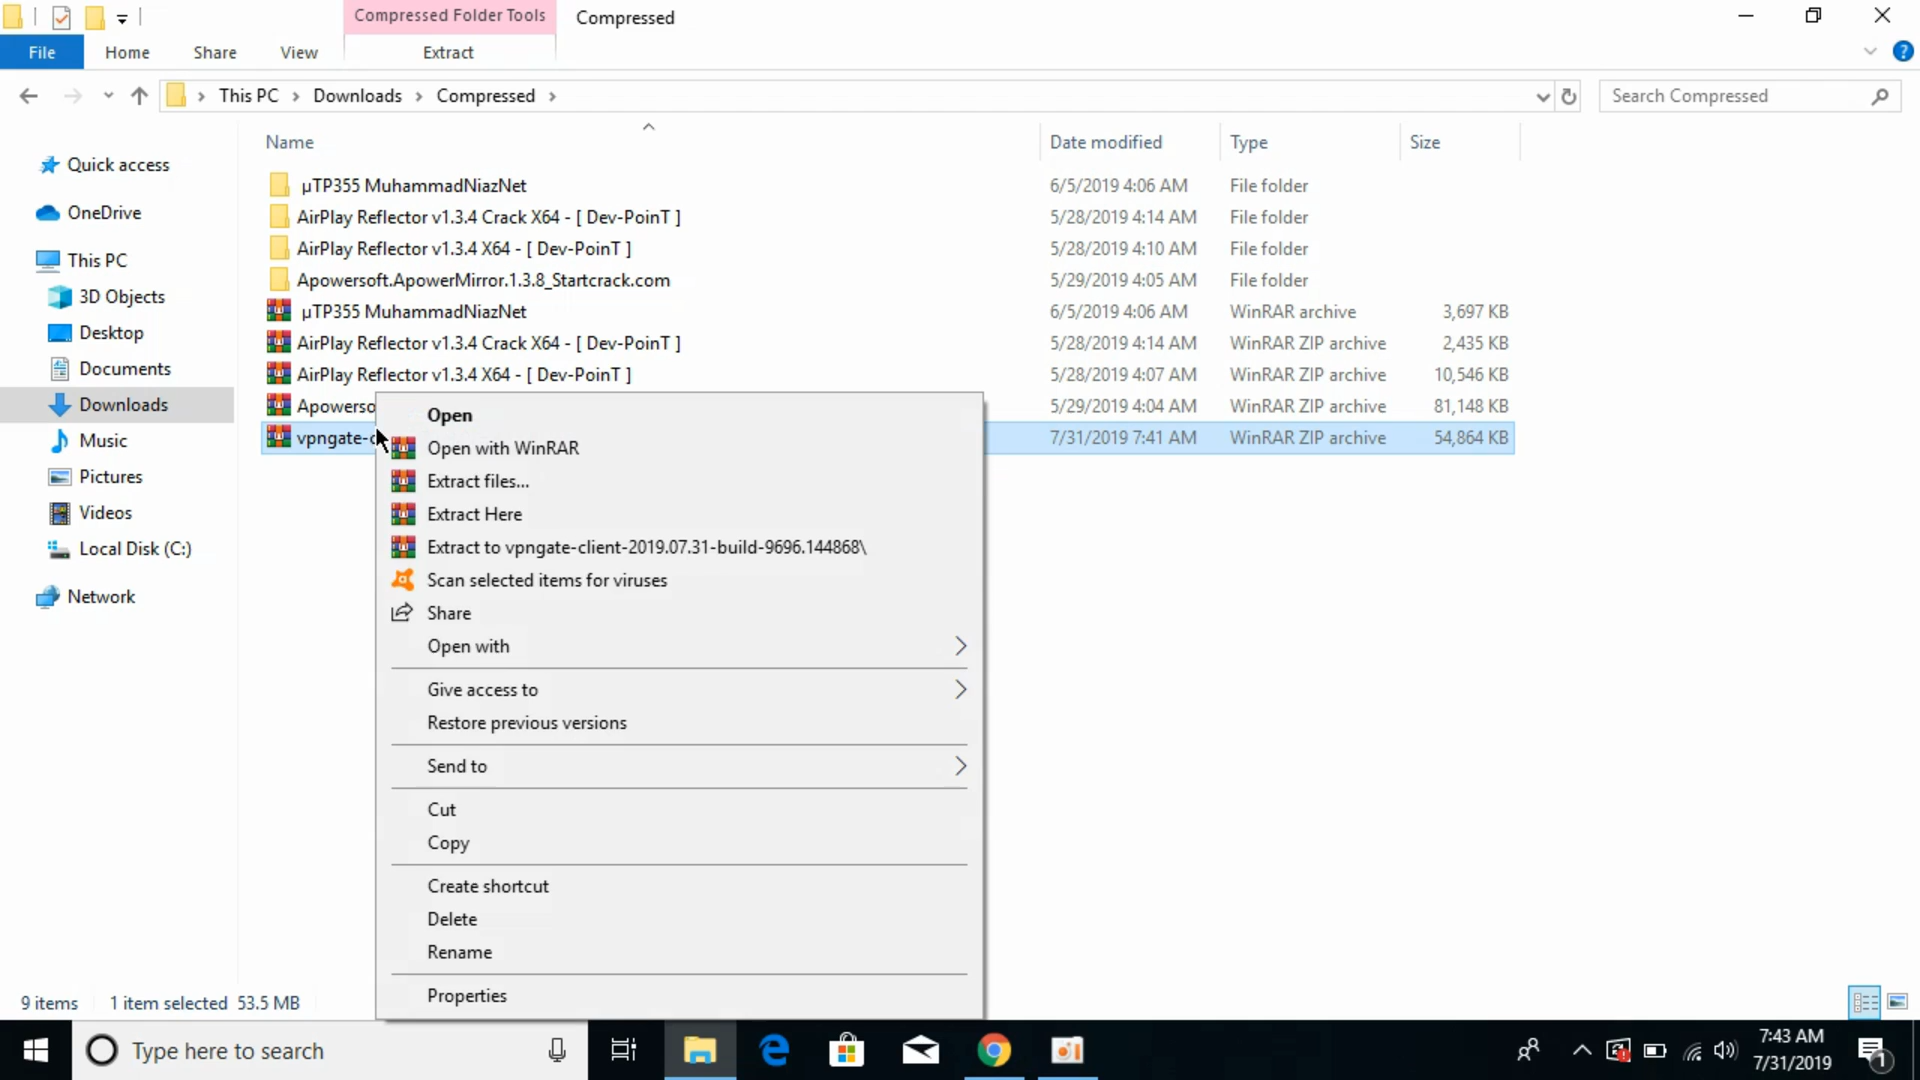 Compressed Folder Tools
Compressed
File
Home
Share
View
Extract
?
This PC
Downloads
Compressed
Search Compressed
Name
Date modified
Type
Size
Quick access
OneDrive
This PC
3D Objects
Desktop
Documents
Downloads
Music
Pictures
Videos
Local Disk (C:)
Network
µTP355 MuhammadNiazNet 6/5/2019 4:06 AM File folder
AirPlay Reflector v1.3.4 Crack X64 - [ Dev-PoinT ] 5/28/2019 4:14 AM File folder
AirPlay Reflector v1.3.4 X64 - [ Dev-PoinT ] 5/28/2019 4:10 AM File folder
Apowersoft.ApowerMirror.1.3.8_Startcrack.com 5/29/2019 4:05 AM File folder
µTP355 MuhammadNiazNet 6/5/2019 4:06 AM WinRAR archive 3,697 KB
AirPlay Reflector v1.3.4 Crack X64 - [ Dev-PoinT ] 5/28/2019 4:14 AM WinRAR ZIP archive 2,435 KB
AirPlay Reflector v1.3.4 X64 - [ Dev-PoinT ] 5/28/2019 4:07 AM WinRAR ZIP archive 10,546 KB
Apowerso 5/29/2019 4:04 AM WinRAR ZIP archive 81,148 KB
vpngate-c 7/31/2019 7:41 AM WinRAR ZIP archive 54,864 KB
Open
Open with WinRAR
Extract files...
Extract Here
Extract to vpngate-client-2019.07.31-build-9696.144868\
Scan selected items for viruses
Share
Open with
Give access to
Restore previous versions
Send to
Cut
Copy
Create shortcut
Delete
Rename
Properties
9 items
1 item selected 53.5 MB
Type here to search
7:43 AM
7/31/2019
1